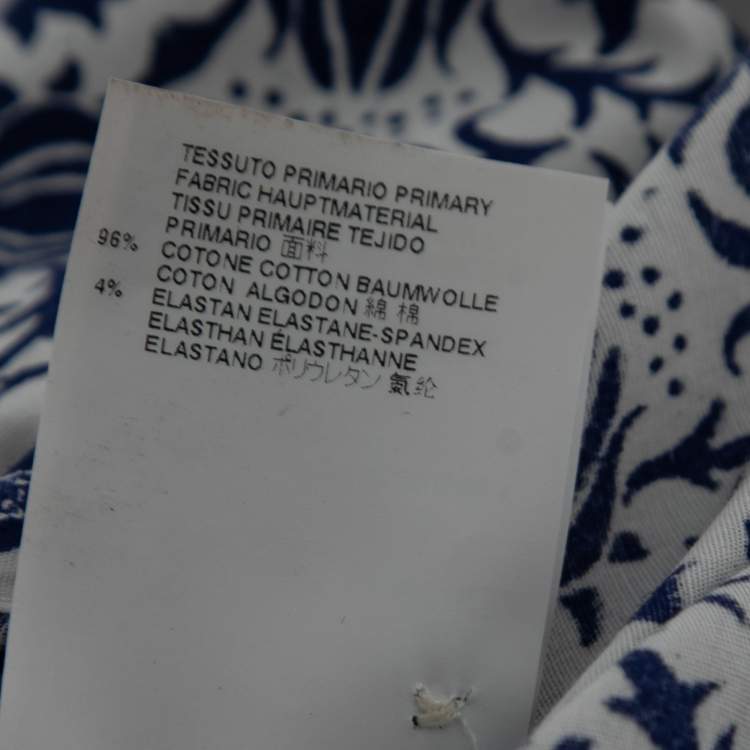 TESSUTO PRIMARIO PRIMARY
FABRIC HAUPTMATERIAL
TISSU PRIMAIRE TEJIDO
PRIMARIO 面料
96% COTONE COTTON BAUMWOLLE
COTON ALGODON 綿 棉
4% ELASTAN ELASTANE-SPANDEX
ELASTHAN ÉLASTHANNE
ELASTANO ポリウレタン 氨纶